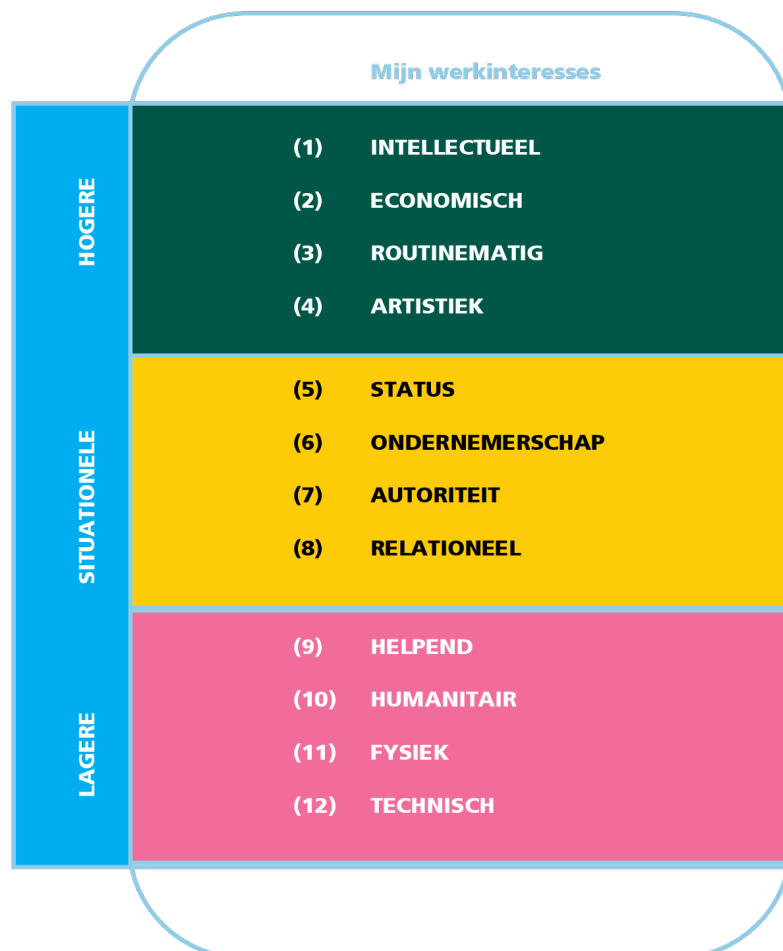 Mijn werkinteresses
HOGERE
(1) INTELLECTUEEL
(2) ECONOMISCH
(3) ROUTINEMATIG
(4) ARTISTIEK
SITUATIONELE
(5) STATUS
(6) ONDERNEMERSCHAP
(7) AUTORITEIT
(8) RELATIONEEL
LAGERE
(9) HELPEND
(10) HUMANITAIR
(11) FYSIEK
(12) TECHNISCH